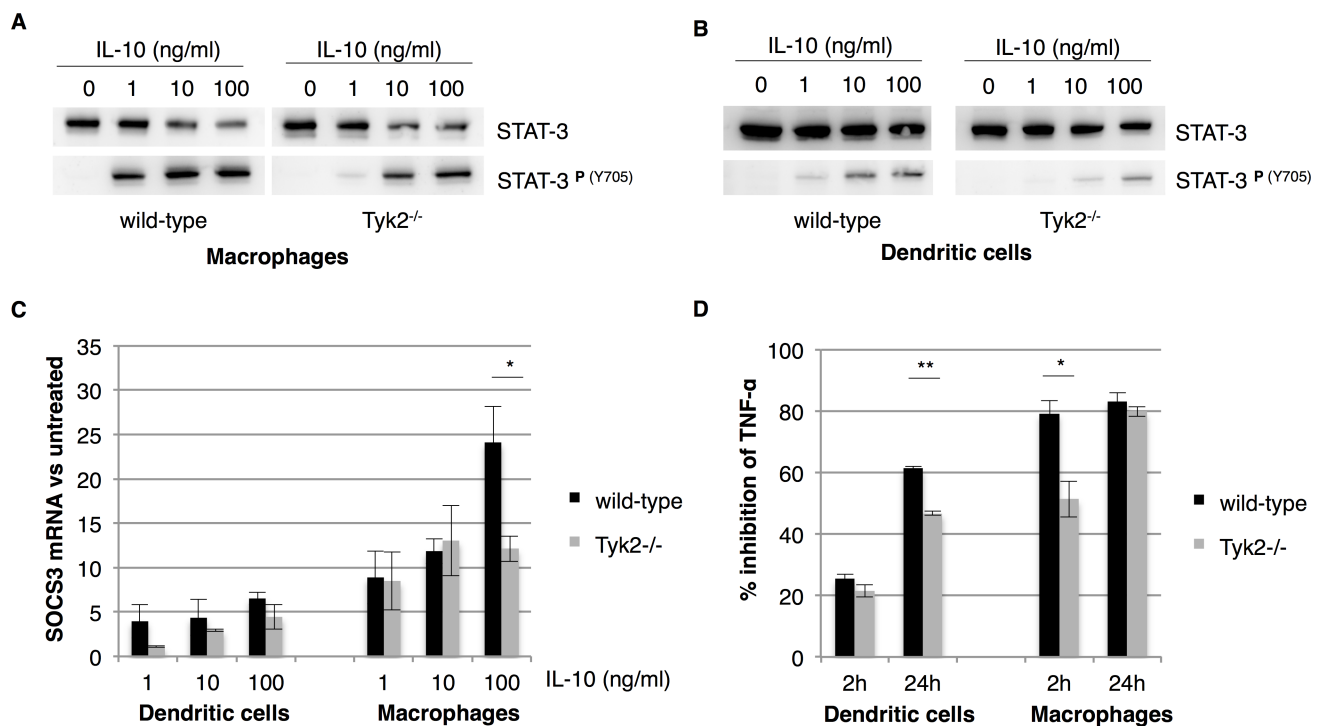 A
IL-10 (ng/ml) IL-10 (ng/ml)
0 1 10 100 0 1 10 100
STAT-3
STAT-3 P (Y705)
wild-type Tyk2-/-
Macrophages
B
IL-10 (ng/ml) IL-10 (ng/ml)
0 1 10 100 0 1 10 100
STAT-3
STAT-3 P (Y705)
wild-type Tyk2-/-
Dendritic cells
C
SOCS3 mRNA vs untreated
35
30
25
20
15
10
5
0
*
wild-type
Tyk2-/-
1 10 100 1 10 100 IL-10 (ng/ml)
Dendritic cells Macrophages
D
% inhibition of TNF-α
100
80
60
40
20
0
** *
wild-type
Tyk2-/-
2h 24h 2h 24h
Dendritic cells Macrophages